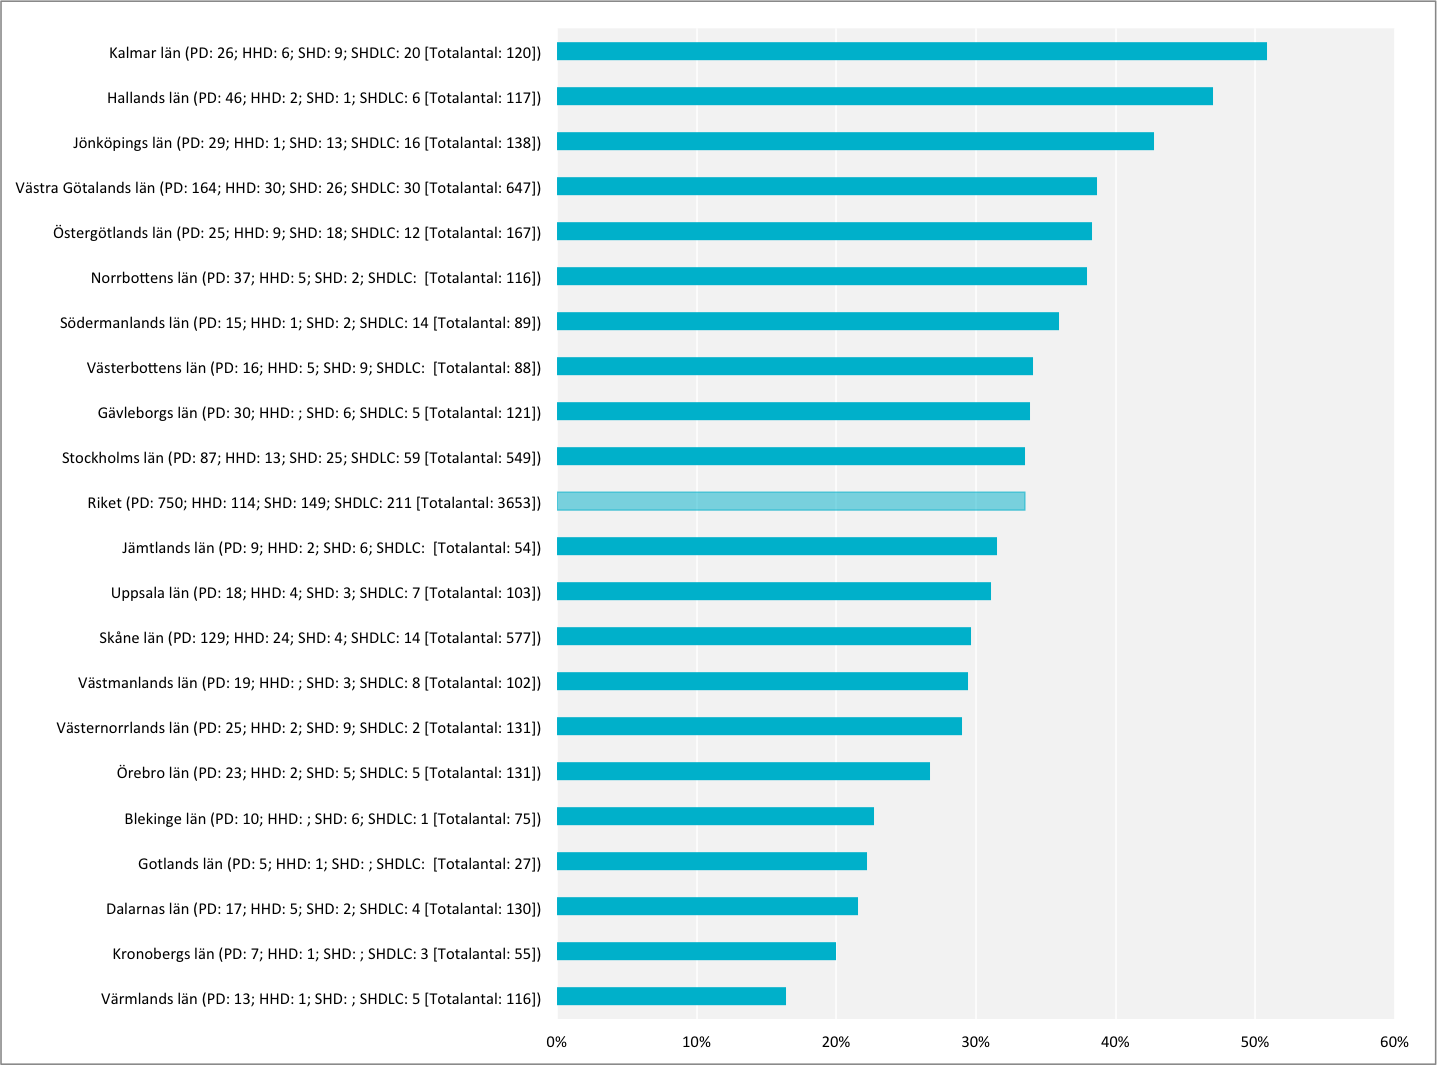 Kalmar län (PD: 26; HHD: 6; SHD: 9; SHDLC: 20 [Totalantal: 120])
Hallands län (PD: 46; HHD: 2; SHD: 1; SHDLC: 6 [Totalantal: 117])
Jönköpings län (PD: 29; HHD: 1; SHD: 13; SHDLC: 16 [Totalantal: 138])
Västra Götalands län (PD: 164; HHD: 30; SHD: 26; SHDLC: 30 [Totalantal: 647])
Östergötlands län (PD: 25; HHD: 9; SHD: 18; SHDLC: 12 [Totalantal: 167])
Norrbottens län (PD: 37; HHD: 5; SHD: 2; SHDLC:  [Totalantal: 116])
Södermanlands län (PD: 15; HHD: 1; SHD: 2; SHDLC: 14 [Totalantal: 89])
Västerbottens län (PD: 16; HHD: 5; SHD: 9; SHDLC:  [Totalantal: 88])
Gävleborgs län (PD: 30; HHD: ; SHD: 6; SHDLC: 5 [Totalantal: 121])
Stockholms län (PD: 87; HHD: 13; SHD: 25; SHDLC: 59 [Totalantal: 549])
Riket (PD: 750; HHD: 114; SHD: 149; SHDLC: 211 [Totalantal: 3653])
Jämtlands län (PD: 9; HHD: 2; SHD: 6; SHDLC:  [Totalantal: 54])
Uppsala län (PD: 18; HHD: 4; SHD: 3; SHDLC: 7 [Totalantal: 103])
Skåne län (PD: 129; HHD: 24; SHD: 4; SHDLC: 14 [Totalantal: 577])
Västmanlands län (PD: 19; HHD: ; SHD: 3; SHDLC: 8 [Totalantal: 102])
Västernorrlands län (PD: 25; HHD: 2; SHD: 9; SHDLC: 2 [Totalantal: 131])
Örebro län (PD: 23; HHD: 2; SHD: 5; SHDLC: 5 [Totalantal: 131])
Blekinge län (PD: 10; HHD: ; SHD: 6; SHDLC: 1 [Totalantal: 75])
Gotlands län (PD: 5; HHD: 1; SHD: ; SHDLC:  [Totalantal: 27])
Dalarnas län (PD: 17; HHD: 5; SHD: 2; SHDLC: 4 [Totalantal: 130])
Kronobergs län (PD: 7; HHD: 1; SHD: ; SHDLC: 3 [Totalantal: 55])
Värmlands län (PD: 13; HHD: 1; SHD: ; SHDLC: 5 [Totalantal: 116])
0% 10% 20% 30% 40% 50% 60%